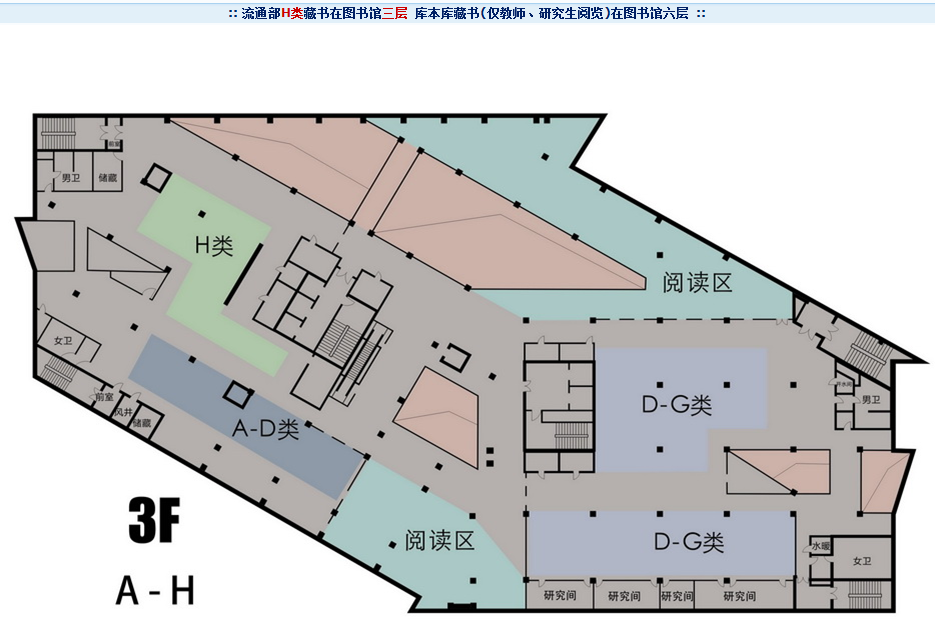 :: 流通部H类藏书在图书馆三层 库本库藏书(仅教师、研究生阅览)在图书馆六层 ::
前室
男卫
储藏
H类
阅读区
女卫
前室
风井
储藏
A-D类
D-G类
开水间
男卫
3F
A - H
阅读区
D-G类
水暖
女卫
研究间
研究间
研究间
研究间